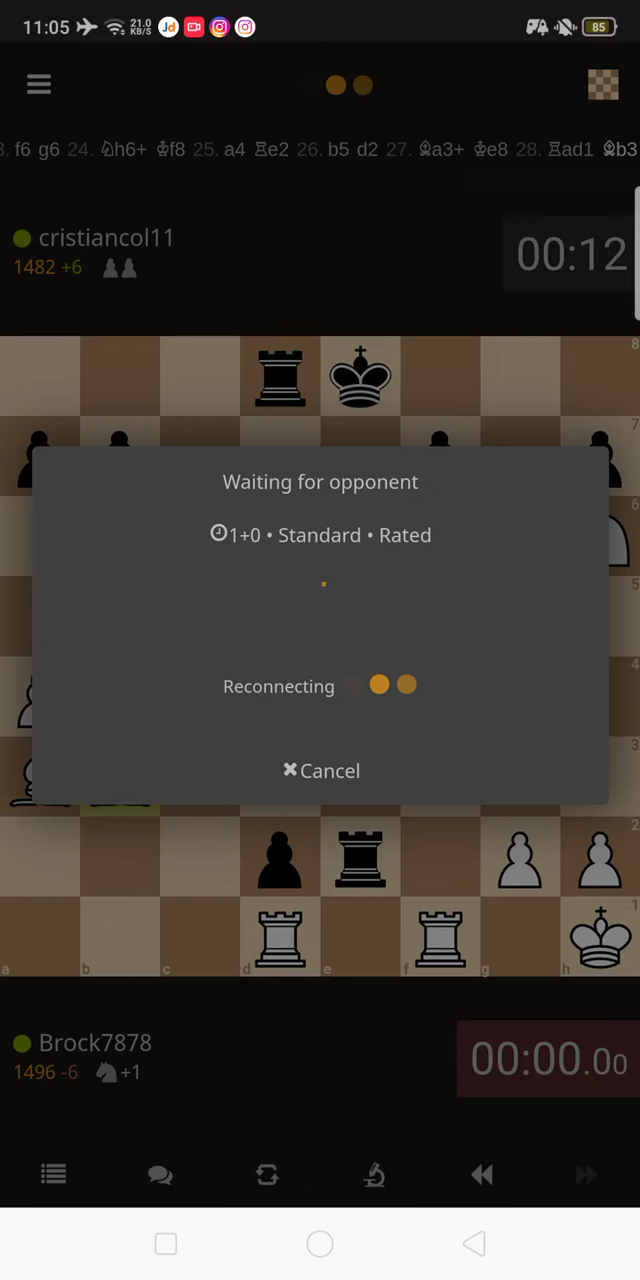 11:05 21.0 KB/S Jd 85
3. f6 g6 24. ♘h6+ ♔f8 25. a4 ♖e2 26. b5 d2 27. ♗a3+ ♔e8 28. ♖ad1 ♗b3
cristiancol11
00:12
1482 +6
8
7
Waiting for opponent
1+0 • Standard • Rated
6
5
Reconnecting
4
✖Cancel
3
2
1
a b c d e f g h
Brock7878
00:00.00
1496 -6 +1